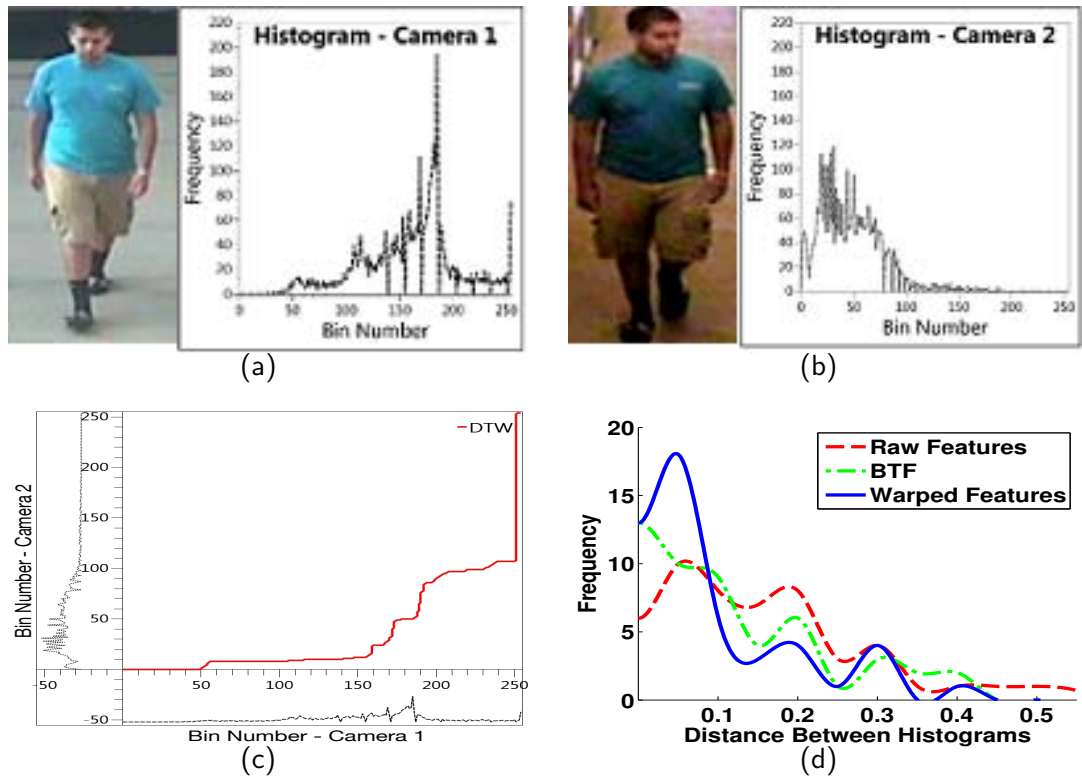 Histogram - Camera 1
220
200
180
160
140
120
100
80
60
40
20
0
Frequency
0 50 100 150 200 250
Bin Number
(a)
Histogram - Camera 2
220
200
180
160
140
120
100
80
60
40
20
0
Frequency
0 50 100 150 200 250
Bin Number
(b)
250
200
150
100
50
DTW
Bin Number - Camera 2
-50 50 100 150 200 250
-50
Bin Number - Camera 1
(c)
20
15
10
5
0
Frequency
Raw Features
BTF
Warped Features
0.1 0.2 0.3 0.4 0.5
Distance Between Histograms
(d)